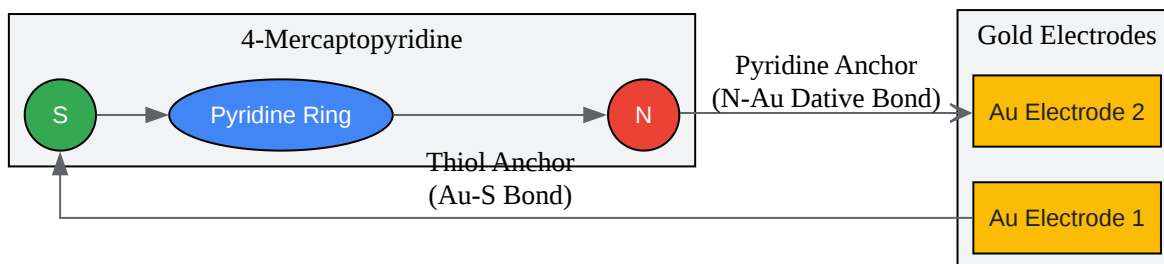 4-Mercaptopyridine
Gold Electrodes
S
Pyridine Ring
N
Pyridine Anchor
(N-Au Dative Bond)
Au Electrode 2
Thiol Anchor
(Au-S Bond)
Au Electrode 1